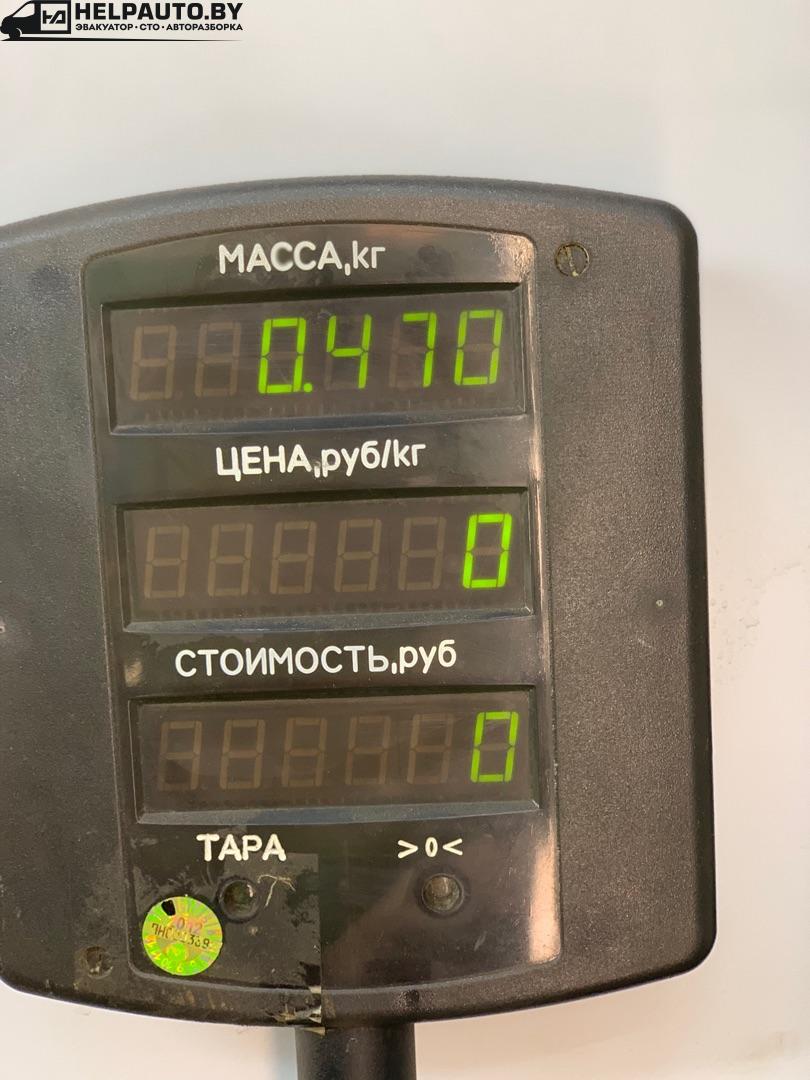 HELPAUTO.BY
ЭВАКУАТОР • СТО • АВТОРАЗБОРКА
МАССА,кг
0.470
ЦЕНА,руб/кг
0
СТОИМОСТЬ,руб
0
ТАРА >0<